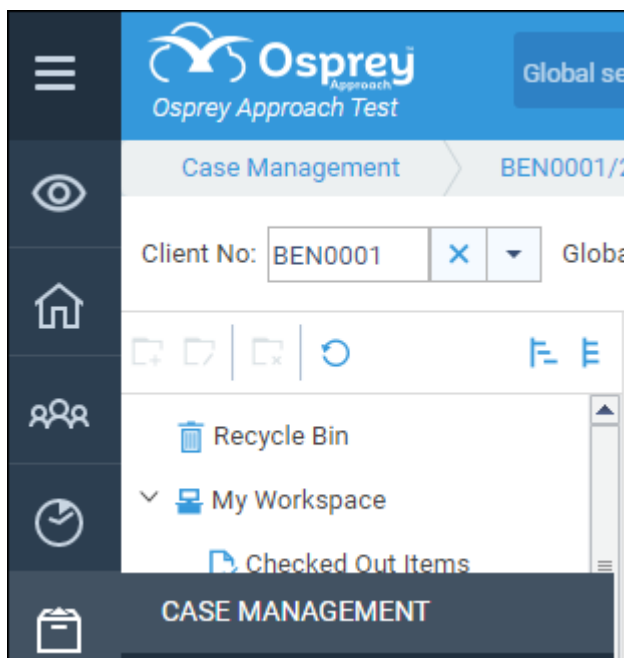 Osprey
Approach
Osprey Approach Test
Global se
Case Management
BEN0001/2
Client No:
BEN0001
Globa
Recycle Bin
My Workspace
Checked Out Items
CASE MANAGEMENT